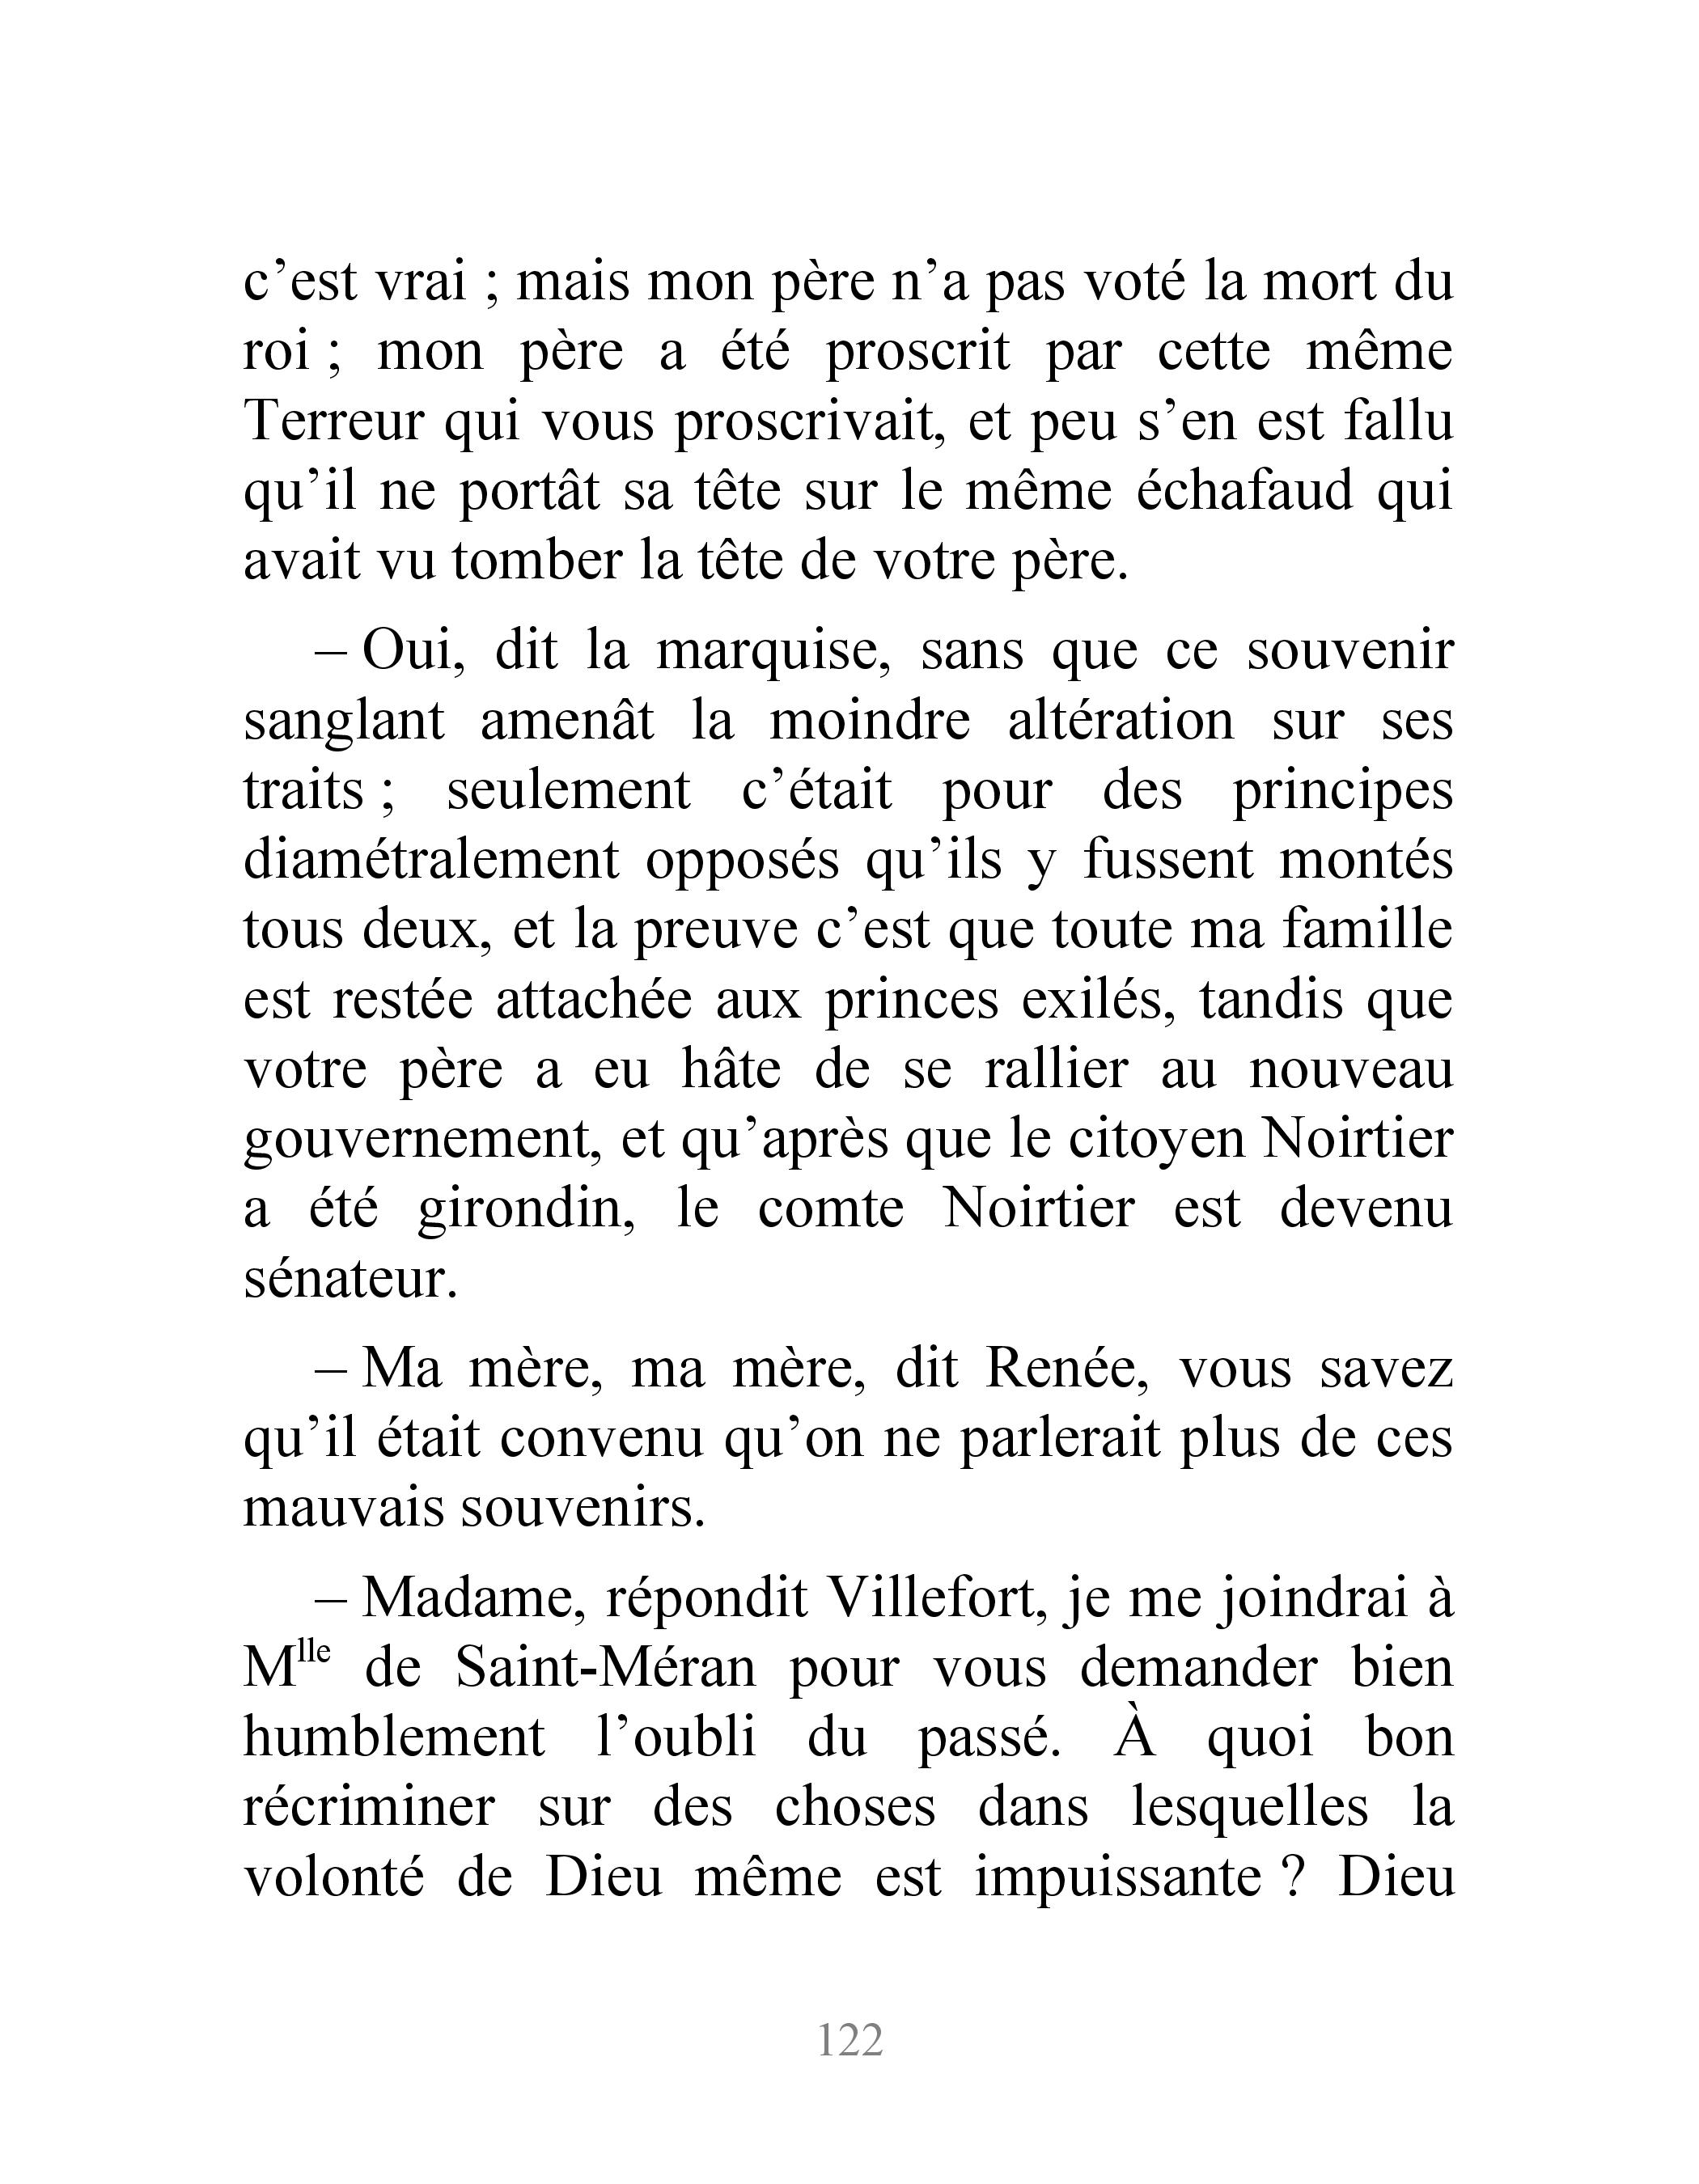 c’est vrai ; mais mon père n’a pas voté la mort du
roi ; mon père a été proscrit par cette même
Terreur qui vous proscrivait, et peu s’en est fallu
qu’il ne portât sa tête sur le même échafaud qui
avait vu tomber la tête de votre père.
– Oui, dit la marquise, sans que ce souvenir
sanglant amenât la moindre altération sur ses
traits ; seulement c’était pour des principes
diamétralement opposés qu’ils y fussent montés
tous deux, et la preuve c’est que toute ma famille
est restée attachée aux princes exilés, tandis que
votre père a eu hâte de se rallier au nouveau
gouvernement, et qu’après que le citoyen Noirtier
a été girondin, le comte Noirtier est devenu
sénateur.
– Ma mère, ma mère, dit Renée, vous savez
qu’il était convenu qu’on ne parlerait plus de ces
mauvais souvenirs.
– Madame, répondit Villefort, je me joindrai à
Mlle de Saint-Méran pour vous demander bien
humblement l’oubli du passé. À quoi bon
récriminer sur des choses dans lesquelles la
volonté de Dieu même est impuissante ? Dieu
122